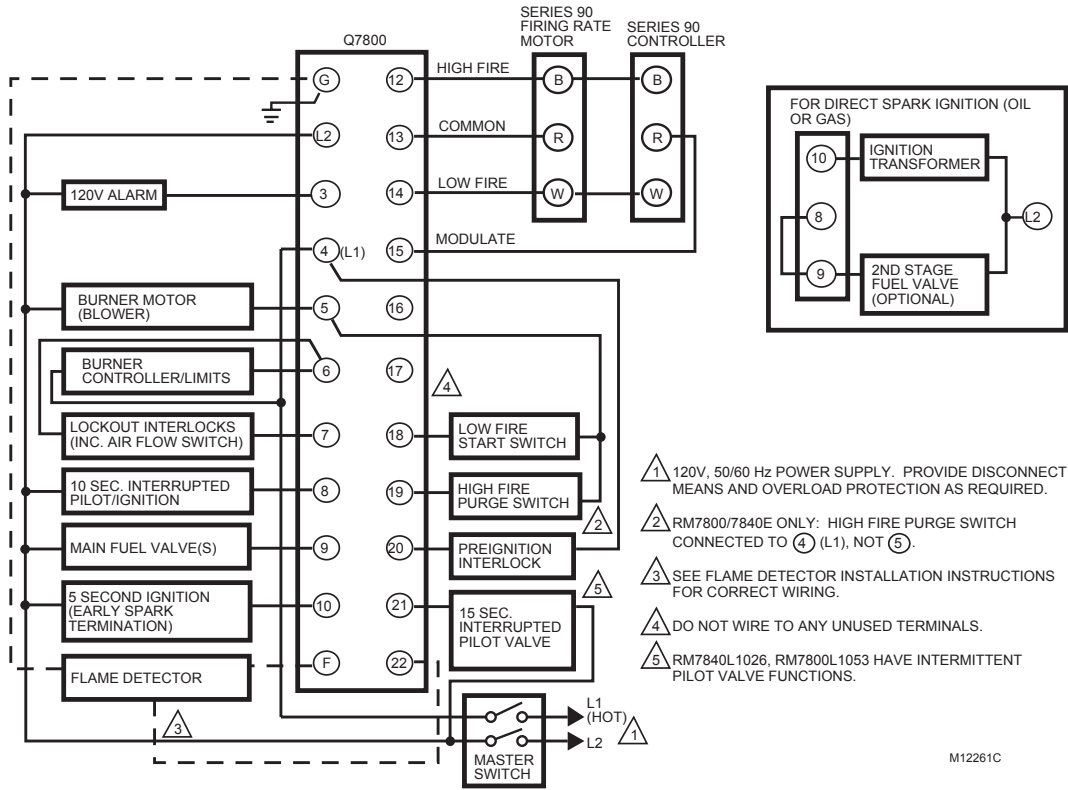 Q7800
SERIES 90
FIRING RATE
MOTOR
SERIES 90
CONTROLLER
G
L2
3
4
(L1)
5
6
7
8
9
10
F
12
13
14
15
16
17
18
19
20
21
22
HIGH FIRE
COMMON
LOW FIRE
MODULATE
B
R
W
B
R
W
120V ALARM
BURNER MOTOR
(BLOWER)
BURNER
CONTROLLER/LIMITS
LOCKOUT INTERLOCKS
(INC. AIR FLOW SWITCH)
10 SEC. INTERRUPTED
PILOT/IGNITION
MAIN FUEL VALVE(S)
5 SECOND IGNITION
(EARLY SPARK
TERMINATION)
FLAME DETECTOR
3
4
LOW FIRE
START SWITCH
HIGH FIRE
PURGE SWITCH
2
PREIGNITION
INTERLOCK
5
15 SEC.
INTERRUPTED
PILOT VALVE
L1
(HOT)
L2
1
MASTER
SWITCH
FOR DIRECT SPARK IGNITION (OIL
OR GAS)
10
8
9
IGNITION
TRANSFORMER
2ND STAGE
FUEL VALVE
(OPTIONAL)
L2
1 120V, 50/60 Hz POWER SUPPLY. PROVIDE DISCONNECT
MEANS AND OVERLOAD PROTECTION AS REQUIRED.
2 RM7800/7840E ONLY: HIGH FIRE PURGE SWITCH
CONNECTED TO 4 (L1), NOT 5.
3 SEE FLAME DETECTOR INSTALLATION INSTRUCTIONS
FOR CORRECT WIRING.
4 DO NOT WIRE TO ANY UNUSED TERMINALS.
5 RM7840L1026, RM7800L1053 HAVE INTERMITTENT
PILOT VALVE FUNCTIONS.
M12261C